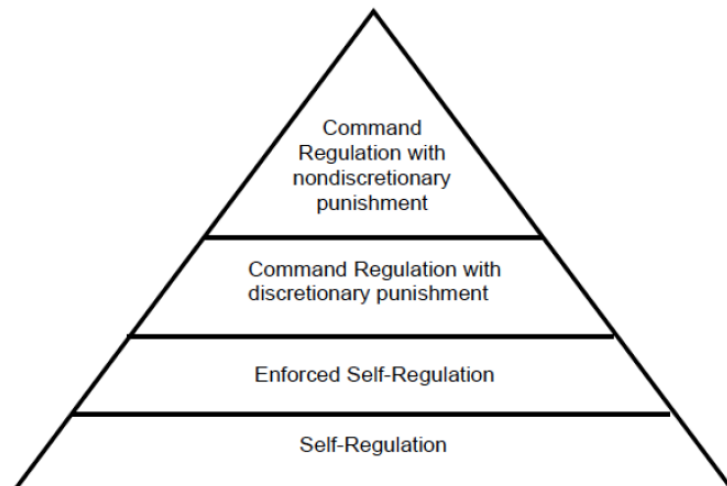 Command
Regulation with
nondiscretionary
punishment
Command Regulation with
discretionary punishment
Enforced Self-Regulation
Self-Regulation